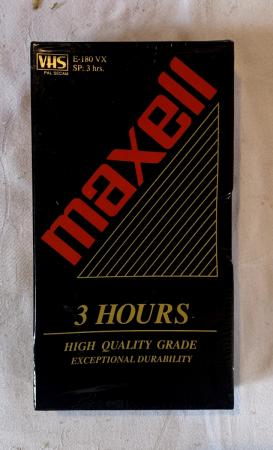 VHS
PAL SECAM
E-180 VX
SP: 3 hrs.
maxell
3 HOURS
HIGH QUALITY GRADE
EXCEPTIONAL DURABILITY